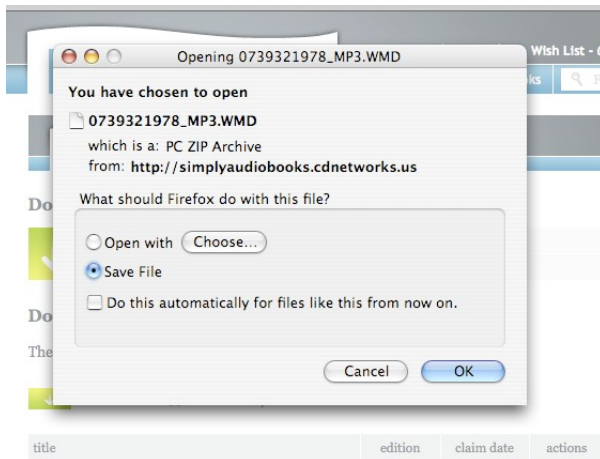 Opening 0739321978_MP3.WMD
Wish List -
ks
You have chosen to open
0739321978_MP3.WMD
which is a: PC ZIP Archive
from: http://simplyaudiobooks.cdnetworks.us
What should Firefox do with this file?
Do
Open with Choose...
Save File
Do this automatically for files like this from now on.
Do
The
Cancel OK
title edition claim date actions